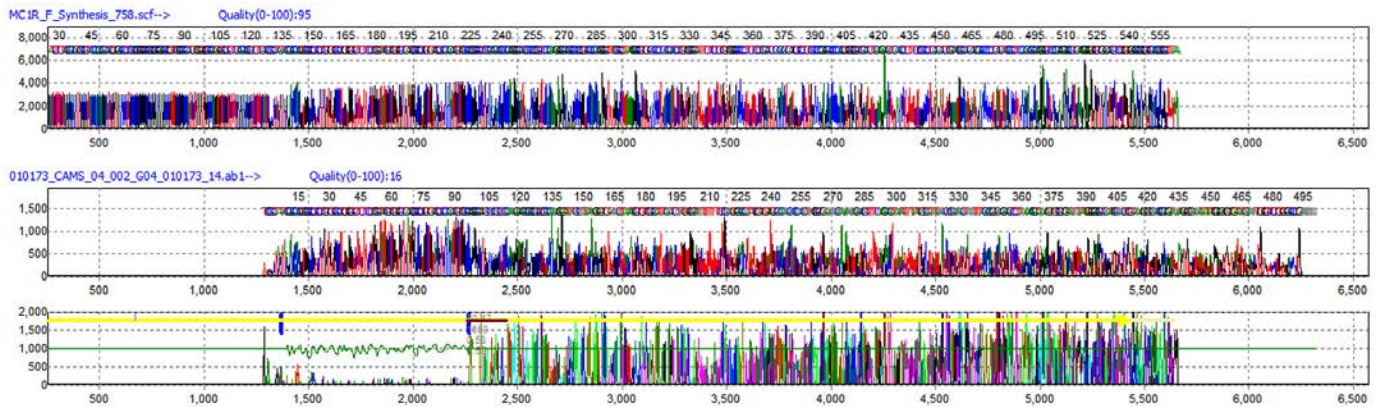 MC1R_F_Synthesis_758.scf--> Quality(0-100):95
30 45 60 75 90 105 120 135 150 165 180 195 210 225 240 255 270 285 300 315 330 345 360 375 390 405 420 435 450 465 480 495 510 525 540 555
8,000
6,000
4,000
2,000
0
500 1,000 1,500 2,000 2,500 3,000 3,500 4,000 4,500 5,000 5,500 6,000 6,500
010173_CAMS_04_002_G04_010173_14.ab1--> Quality(0-100):16
15 30 45 60 75 90 105 120 135 150 165 180 195 210 225 240 255 270 285 300 315 330 345 360 375 390 405 420 435 450 465 480 495
1,500
1,000
500
0
500 1,000 1,500 2,000 2,500 3,000 3,500 4,000 4,500 5,000 5,500 6,000 6,500
2,000
1,500
1,000
500
0
500 1,000 1,500 2,000 2,500 3,000 3,500 4,000 4,500 5,000 5,500 6,000 6,500